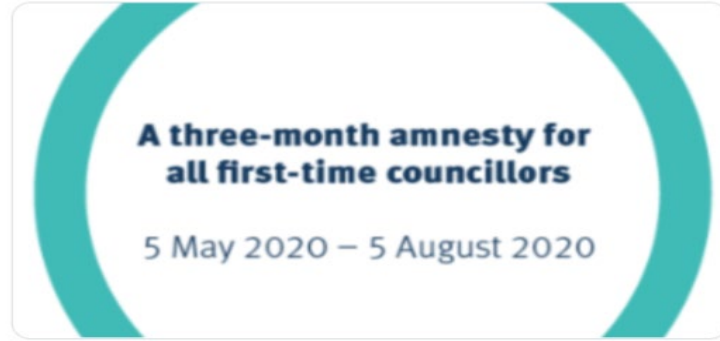 A three-month amnesty for
all first-time councillors
5 May 2020 – 5 August 2020